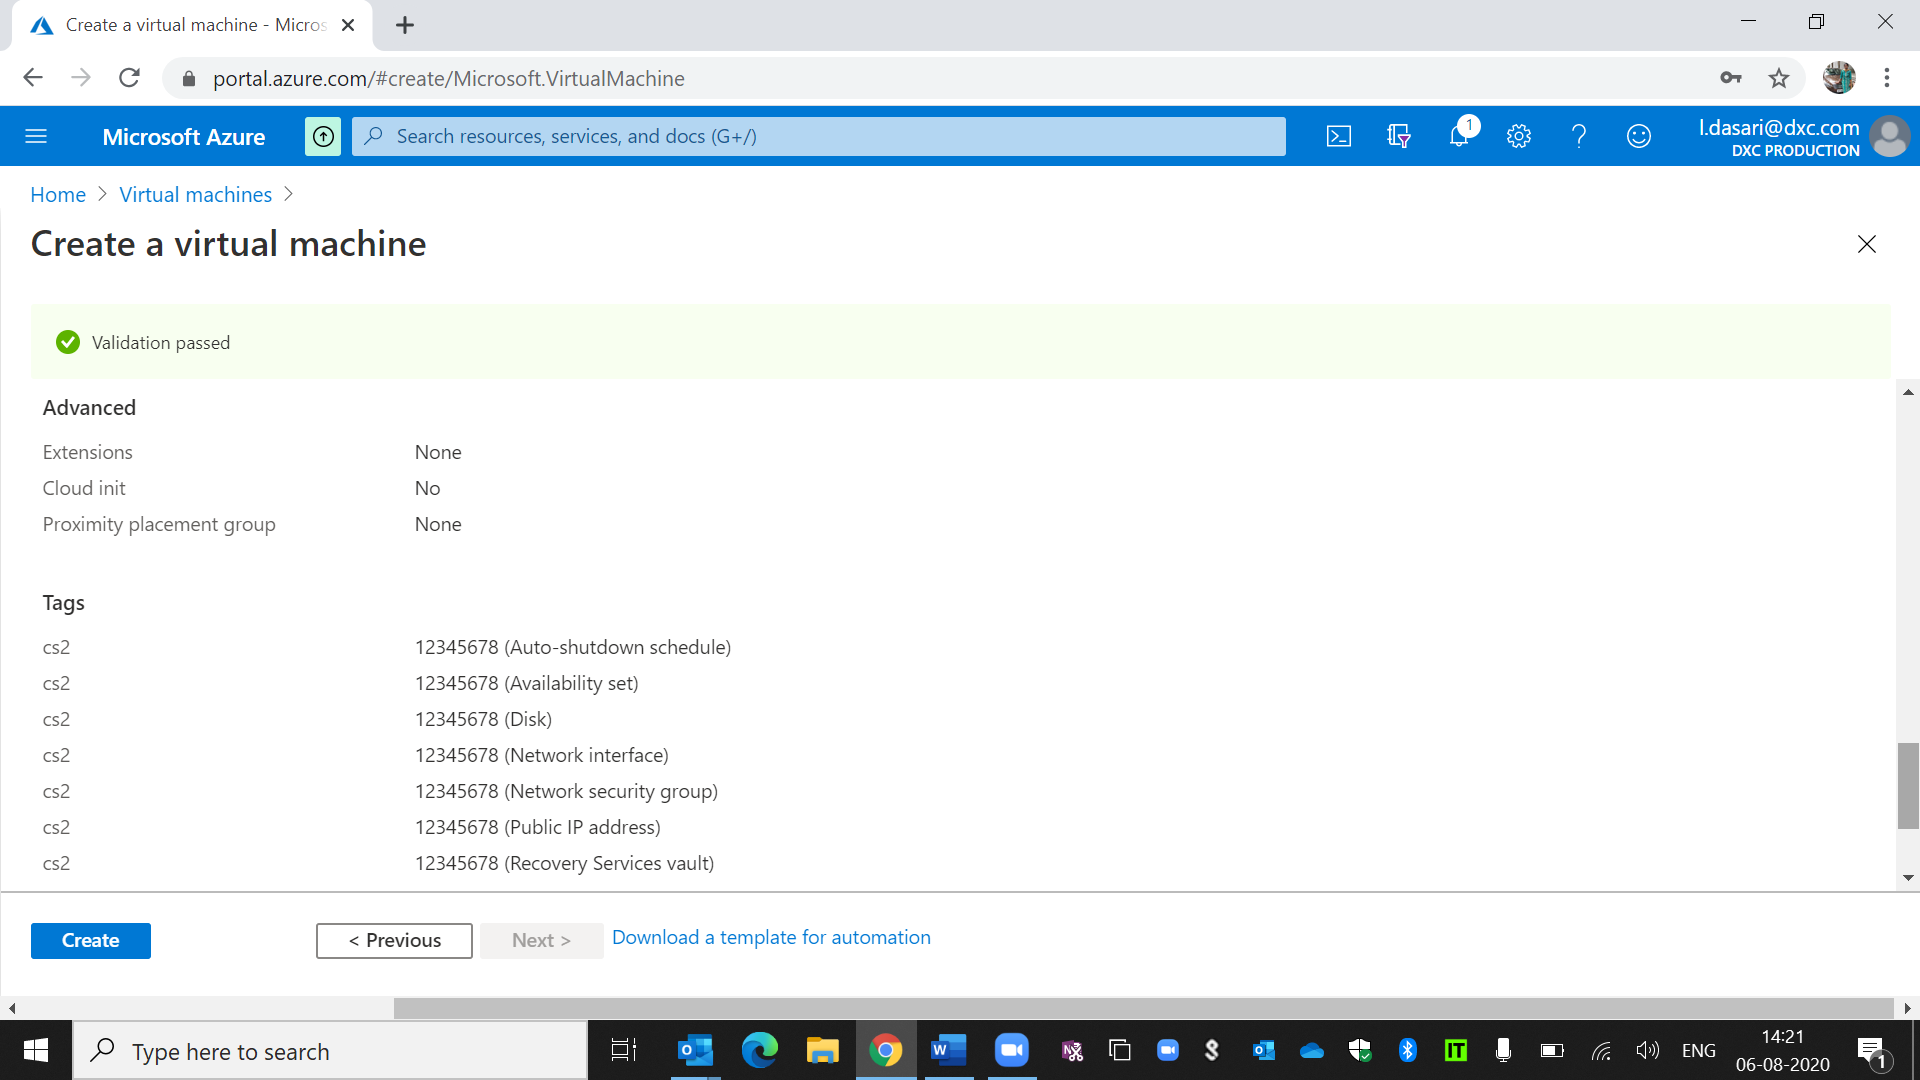 Create a virtual machine - Micros
portal.azure.com/#create/Microsoft.VirtualMachine
Microsoft Azure
Search resources, services, and docs (G+/)
1
l.dasari@dxc.com
DXC PRODUCTION
Home > Virtual machines >
Create a virtual machine
Validation passed
Advanced
Extensions None
Cloud init No
Proximity placement group None
Tags
cs2 12345678 (Auto-shutdown schedule)
cs2 12345678 (Availability set)
cs2 12345678 (Disk)
cs2 12345678 (Network interface)
cs2 12345678 (Network security group)
cs2 12345678 (Public IP address)
cs2 12345678 (Recovery Services vault)
Create
< Previous
Next >
Download a template for automation
Type here to search
ENG
14:21
06-08-2020
1